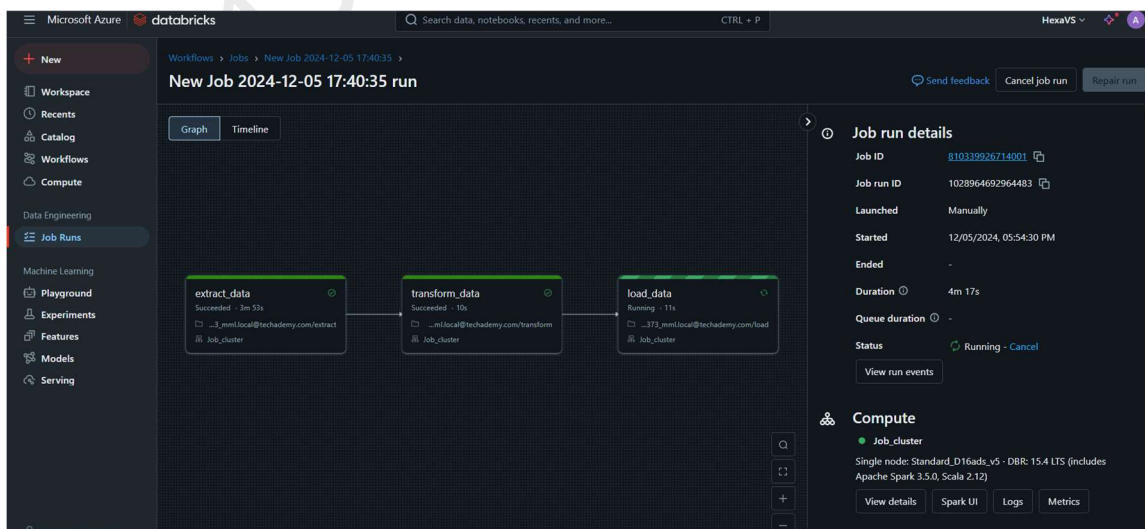 Microsoft Azure
databricks
Search data, notebooks, recents, and more...
CTRL + P
HexaVS
A
New
Workspace
Recents
Catalog
Workflows
Compute
Data Engineering
Job Runs
Machine Learning
Playground
Experiments
Features
Models
Serving
Workflows > Jobs > New Job 2024-12-05 17:40:35 >
New Job 2024-12-05 17:40:35 run
Send feedback
Cancel job run
Repair run
Graph
Timeline
extract_data
Succeeded · 3m 53s
...3_mml.local@techademy.com/extract
Job_cluster
transform_data
Succeeded · 10s
...ml.local@techademy.com/transform
Job_cluster
load_data
Running · 11s
...373_mml.local@techademy.com/load
Job_cluster
Job run details
Job ID 810339926714001
Job run ID 1028964692964483
Launched Manually
Started 12/05/2024, 05:54:30 PM
Ended -
Duration 4m 17s
Queue duration -
Status Running - Cancel
View run events
Compute
Job_cluster
Single node: Standard_D16ads_v5 · DBR: 15.4 LTS (includes
Apache Spark 3.5.0, Scala 2.12)
View details
Spark UI
Logs
Metrics